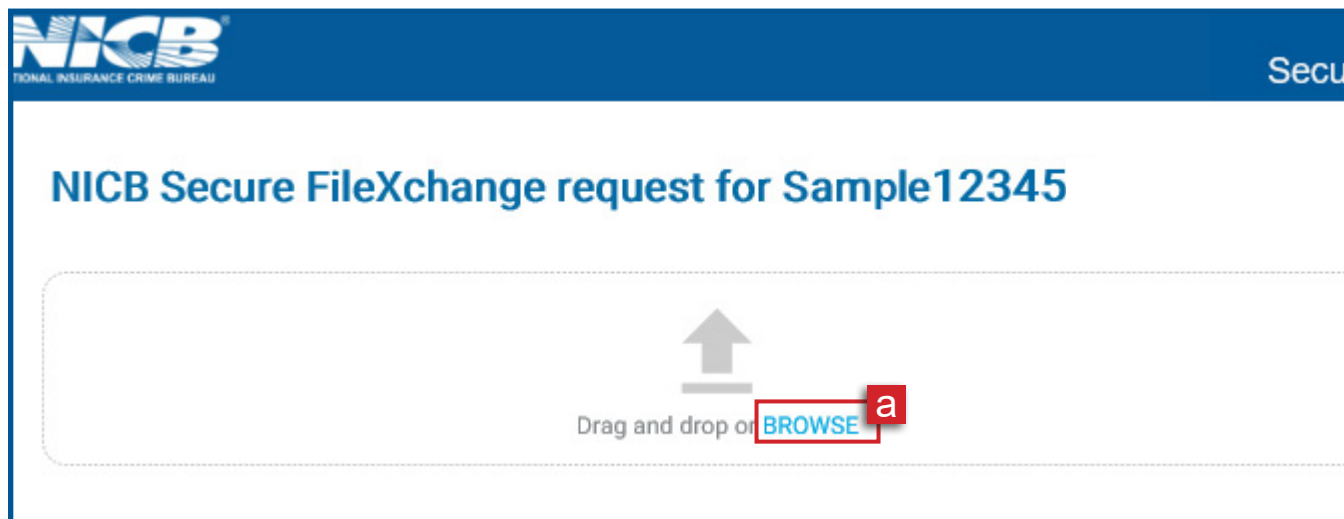 NICB®
TIONAL INSURANCE CRIME BUREAU
Secu
NICB Secure FileXchange request for Sample12345
Drag and drop or BROWSE
a